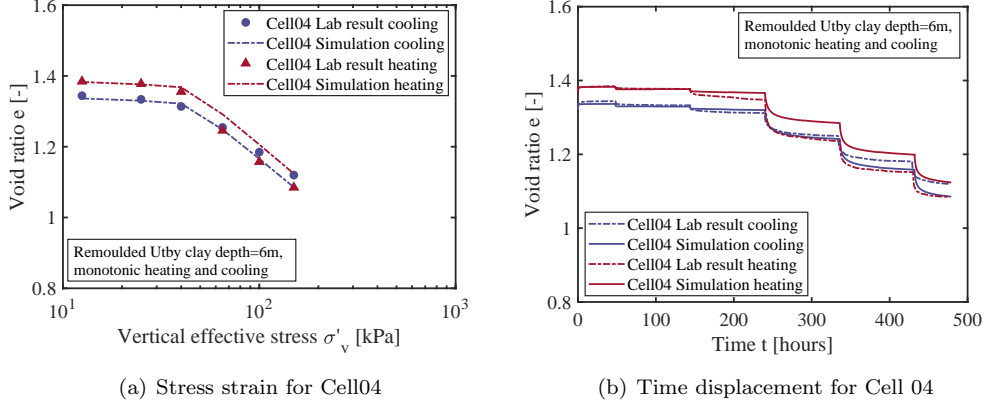 Cell04 Lab result cooling
Cell04 Simulation cooling
Cell04 Lab result heating
Cell04 Simulation heating
Void ratio e [-]
1.6
1.4
1.2
1
0.8
Remoulded Utby clay depth=6m,
monotonic heating and cooling
10^1
10^2
10^3
Vertical effective stress σ'_v [kPa]
(a) Stress strain for Cell04
Remoulded Utby clay depth=6m,
monotonic heating and cooling
Void ratio e [-]
1.6
1.4
1.2
1
0.8
Cell04 Lab result cooling
Cell04 Simulation cooling
Cell04 Lab result heating
Cell04 Simulation heating
0
100
200
300
400
500
Time t [hours]
(b) Time displacement for Cell 04